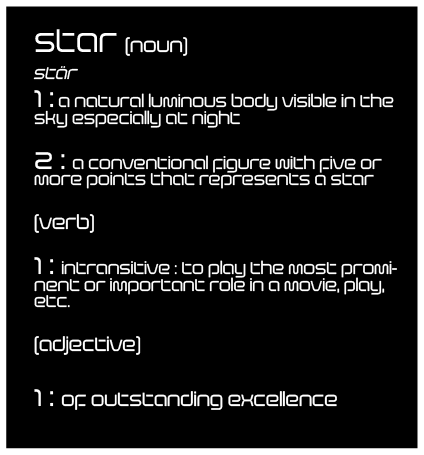 star (noun)
stär
1 : a natural luminous body visible in the
sky especially at night
2 : a conventional figure with five or
more points that represents a star
(verb)
1 : intransitive : to play the most promi-
nent or important role in a movie, play,
etc.
(adjective)
1 : of outstanding excellence